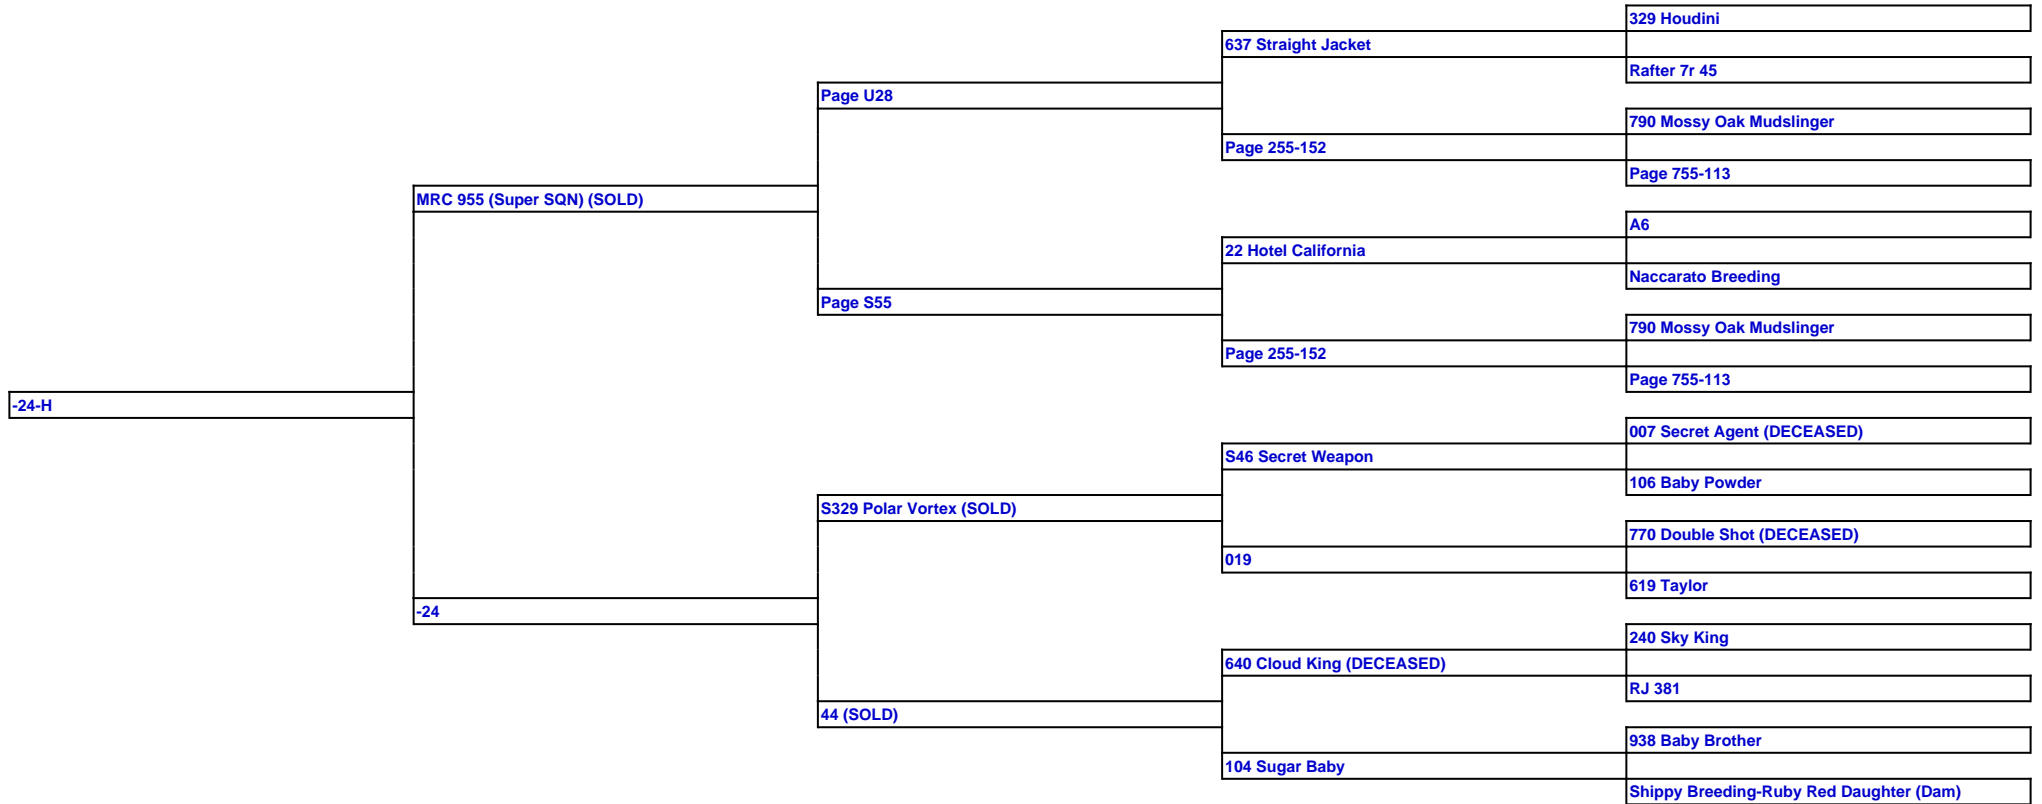 329 Houdini
637 Straight Jacket
Rafter 7r 45
Page U28
790 Mossy Oak Mudslinger
Page 255-152
Page 755-113
MRC 955 (Super SQN) (SOLD)
A6
22 Hotel California
Naccarato Breeding
Page S55
790 Mossy Oak Mudslinger
Page 255-152
Page 755-113
-24-H
007 Secret Agent (DECEASED)
S46 Secret Weapon
106 Baby Powder
S329 Polar Vortex (SOLD)
770 Double Shot (DECEASED)
019
619 Taylor
-24
240 Sky King
640 Cloud King (DECEASED)
RJ 381
44 (SOLD)
938 Baby Brother
104 Sugar Baby
Shippy Breeding-Ruby Red Daughter (Dam)